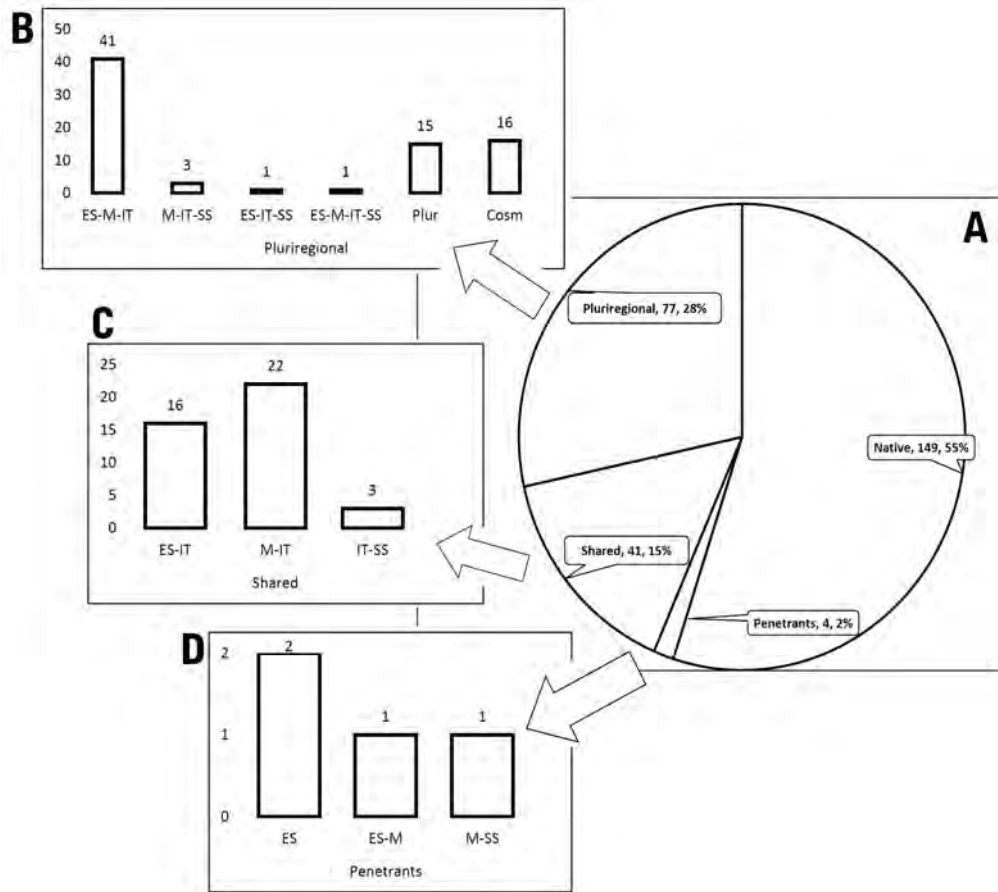 B
50
41
40
30
20
15
16
10
3
1
1
0
ES-M-IT M-IT-SS ES-IT-SS ES-M-IT-SS Plur Cosm
Pluriregional
A
Pluriregional, 77, 28%
Native, 149, 55%
Shared, 41, 15%
Penetrants, 4, 2%
C
25
22
20
16
15
10
5
3
0
ES-IT M-IT IT-SS
Shared
D
2
2
1
1
1
0
ES ES-M M-SS
Penetrants